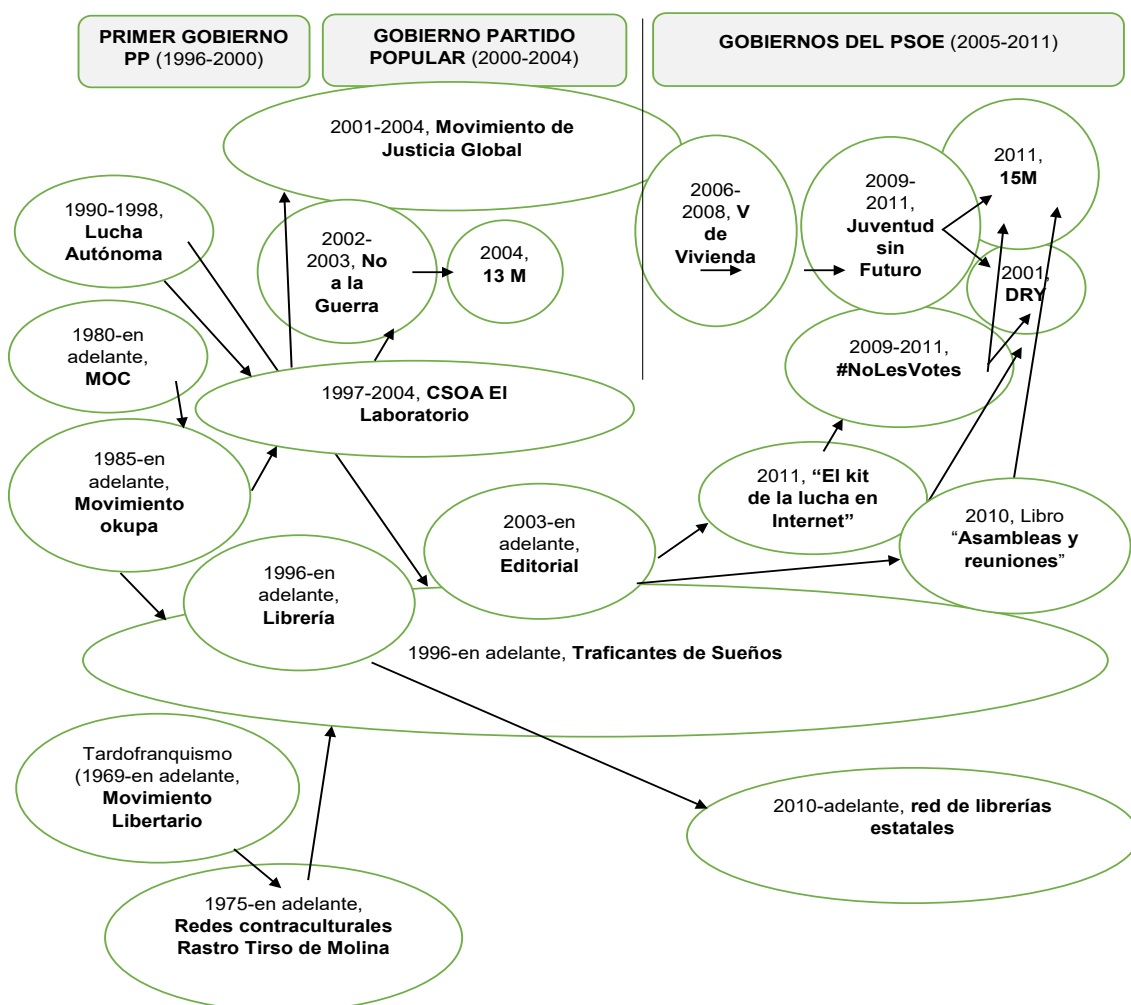 PRIMER GOBIERNO
PP (1996-2000)
GOBIERNO PARTIDO
POPULAR (2000-2004)
GOBIERNOS DEL PSOE (2005-2011)
2001-2004, Movimiento de
Justicia Global
1990-1998,
Lucha
Autónoma
2002-
2003, No
a la
Guerra
2004,
13 M
2006-
2008, V
de
Vivienda
2009-
2011,
Juventud
sin
Futuro
2011,
15M
2001,
DRY
1980-en
adelante,
MOC
1997-2004, CSOA El
Laboratorio
2009-2011,
#NoLesVotes
1985-en
adelante,
Movimiento
okupa
2011, “El kit
de la lucha en
Internet”
2003-en
adelante,
Editorial
2010, Libro
“Asambleas y
reuniones”
1996-en
adelante,
Librería
1996-en adelante, Traficantes de Sueños
Tardofranquismo
(1969-en adelante,
Movimiento
Libertario
2010-adelante, red de librerías
estatales
1975-en adelante,
Redes contraculturales
Rastro Tirso de Molina